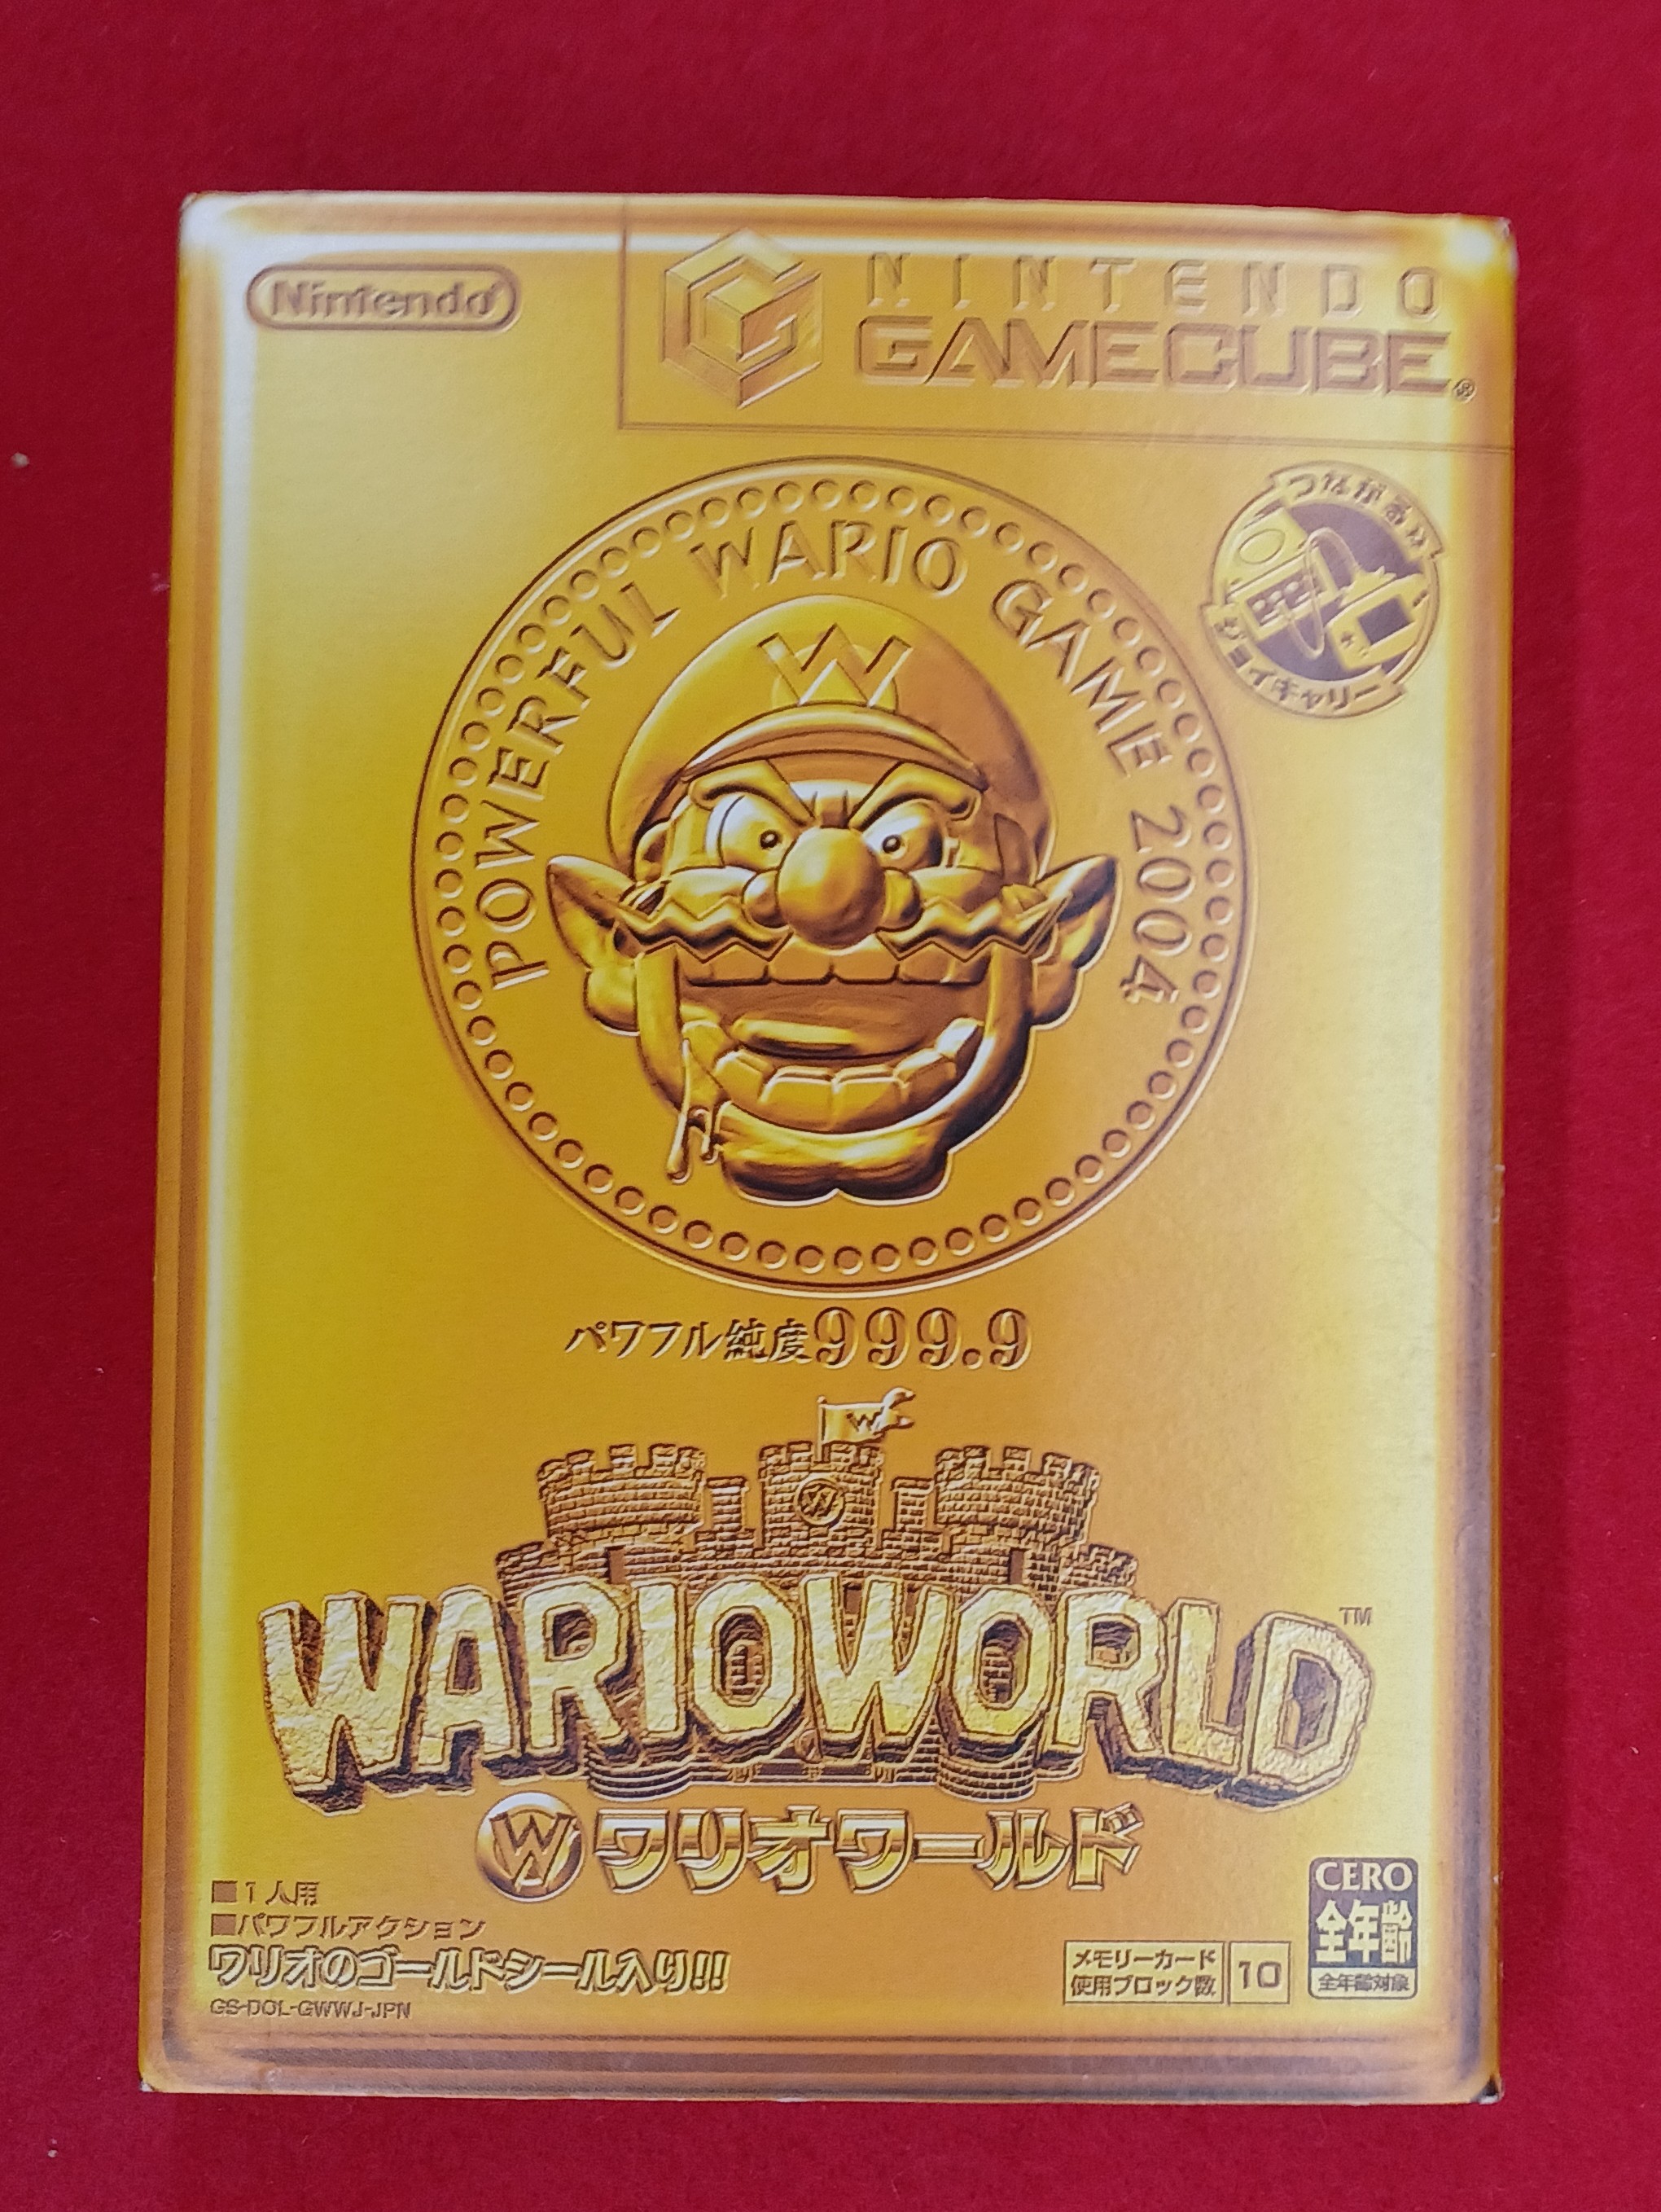 Nintendo
NINTENDO
GAMECUBE®
つながるぅ
ジョイキャリー
POWERFUL WARIO GAME 2004
W
パワフル純度999.9
W
W
WARIOWORLD™
W ワリオワールド
■1人用
■パワフルアクション
ワリオのゴールドシール入り!!
GS-DOL-GWWJ-JPN
メモリーカード
使用ブロック数
10
CERO
全年齢
全年齢対象